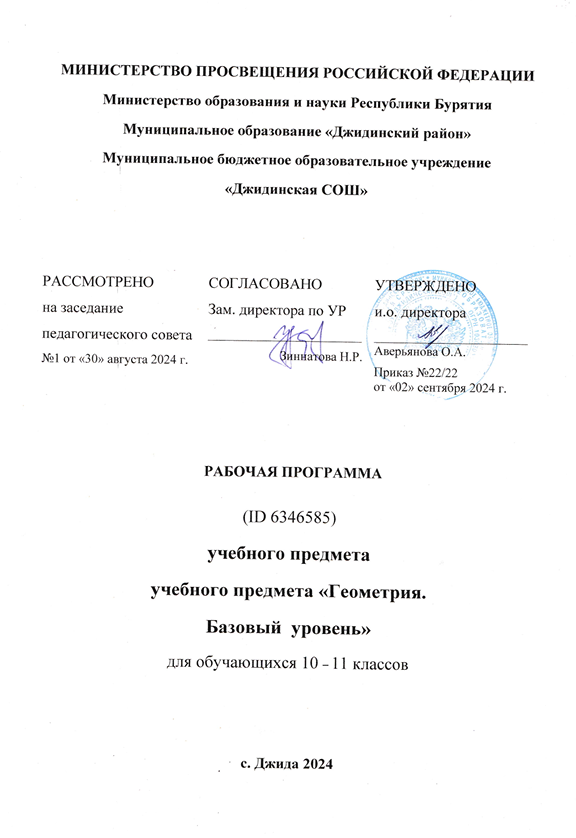 МИНИСТЕРСТВО ПРОСВЕЩЕНИЯ РОССИЙСКОЙ ФЕДЕРАЦИИ
Министерство образования и науки Республики Бурятия
Муниципальное образование «Джидинский район»
Муниципальное бюджетное образовательное учреждение
«Джидинская СОШ»
РАССМОТРЕНО
на заседание
педагогического совета
№1 от «30» августа 2024 г.
СОГЛАСОВАНО
Зам. директора по УР
Зиннатова Н.Р.
УТВЕРЖДЕНО
и.о. директора
Аверьянова О.А.
Приказ №22/22
от «02» сентября 2024 г.
РАБОЧАЯ ПРОГРАММА
(ID 6346585)
учебного предмета
учебного предмета «Геометрия.
Базовый уровень»
для обучающихся 10 – 11 классов
с. Джида 2024